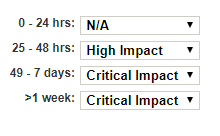 0 - 24 hrs: N/A
25 - 48 hrs: High Impact
49 - 7 days: Critical Impact
>1 week: Critical Impact